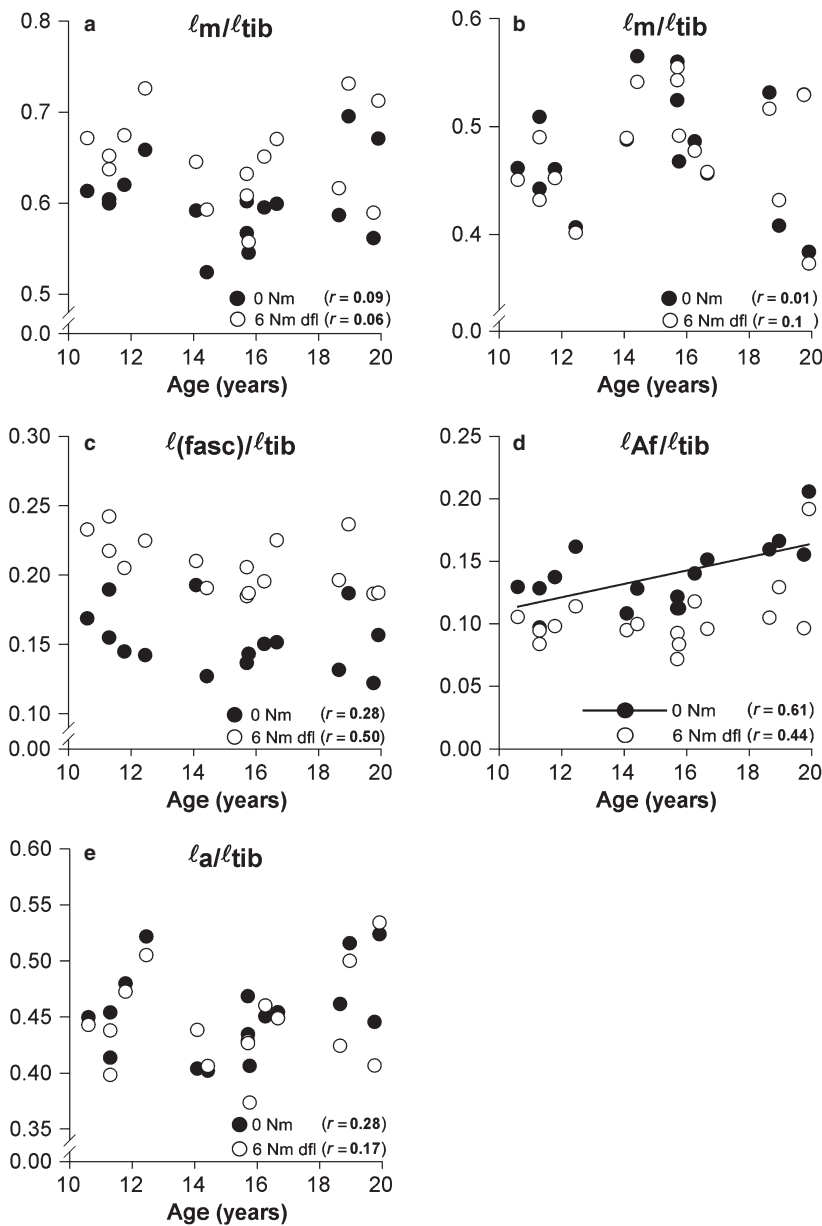 a ℓm/ℓtib
0.8
0.7
0.6
0.5
0.0
0 Nm (r = 0.09)
6 Nm dfl (r = 0.06)
10 12 14 16 18 20
Age (years)
b ℓm/ℓtib
0.6
0.5
0.4
0.0
0 Nm (r = 0.01)
6 Nm dfl (r = 0.1)
10 12 14 16 18 20
Age (years)
c ℓ(fasc)/ℓtib
0.30
0.25
0.20
0.15
0.10
0.00
0 Nm (r = 0.28)
6 Nm dfl (r = 0.50)
10 12 14 16 18 20
Age (years)
d ℓAf/ℓtib
0.25
0.20
0.15
0.10
0.05
0.00
0 Nm (r = 0.61)
6 Nm dfl (r = 0.44)
10 12 14 16 18 20
Age (years)
e ℓa/ℓtib
0.60
0.55
0.50
0.45
0.40
0.35
0.00
0 Nm (r = 0.28)
6 Nm dfl (r = 0.17)
10 12 14 16 18 20
Age (years)